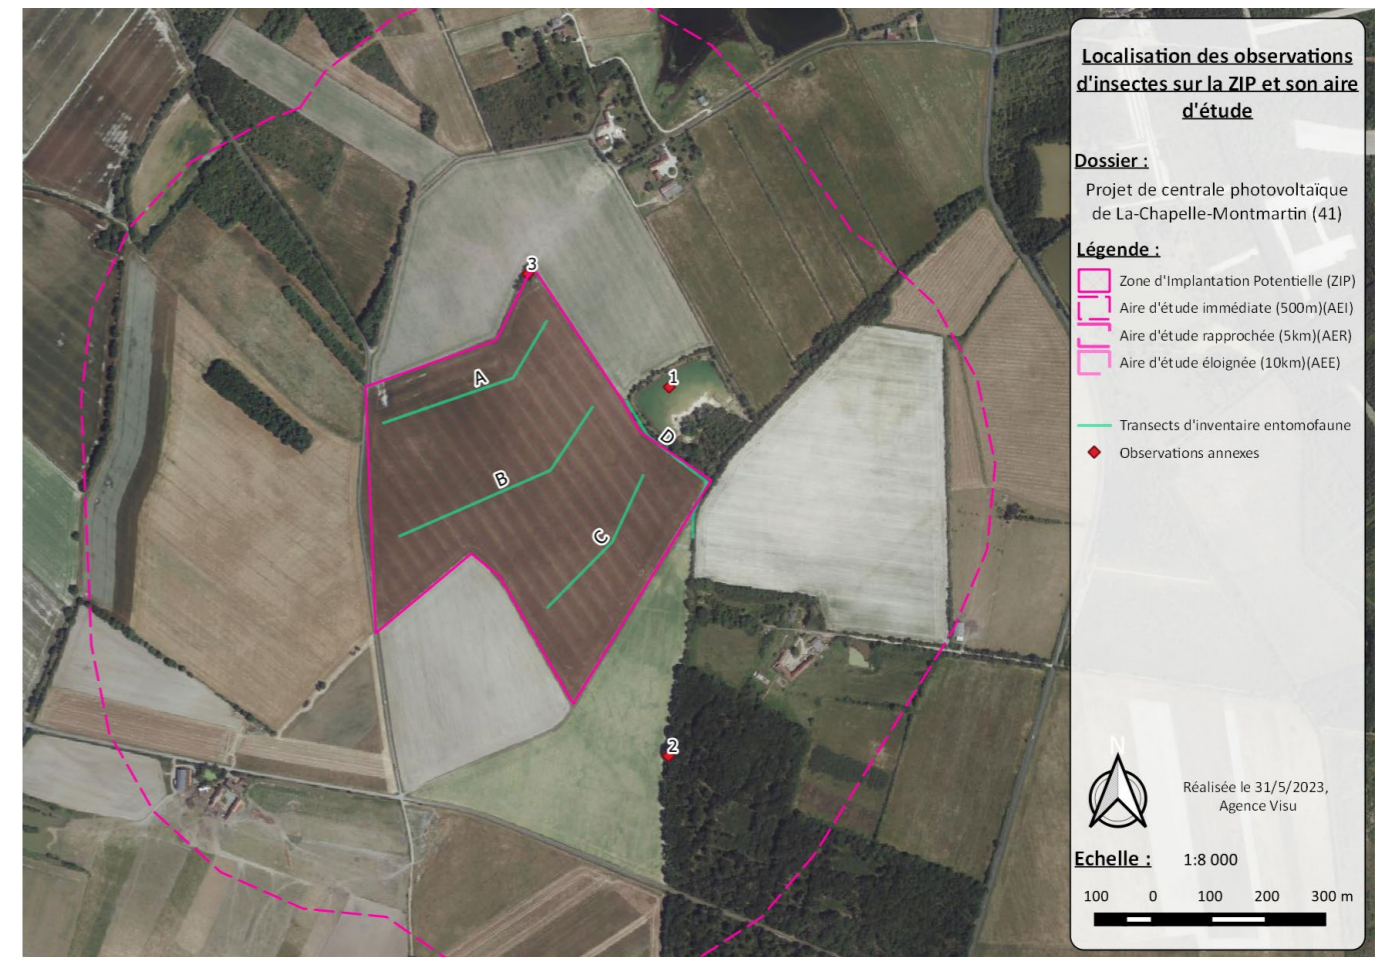 Localisation des observations
d'insectes sur la ZIP et son aire
d'étude
Dossier :
Projet de centrale photovoltaïque
de La-Chapelle-Montmartin (41)
Légende :
Zone d'Implantation Potentielle (ZIP)
Aire d'étude immédiate (500m)(AEI)
Aire d'étude rapprochée (5km)(AER)
Aire d'étude éloignée (10km)(AEE)
Transects d'inventaire entomofaune
Observations annexes
3
1
A
D
B
C
2
N
Réalisée le 31/5/2023,
Agence Visu
Echelle :
1:8 000
100 0 100 200 300 m